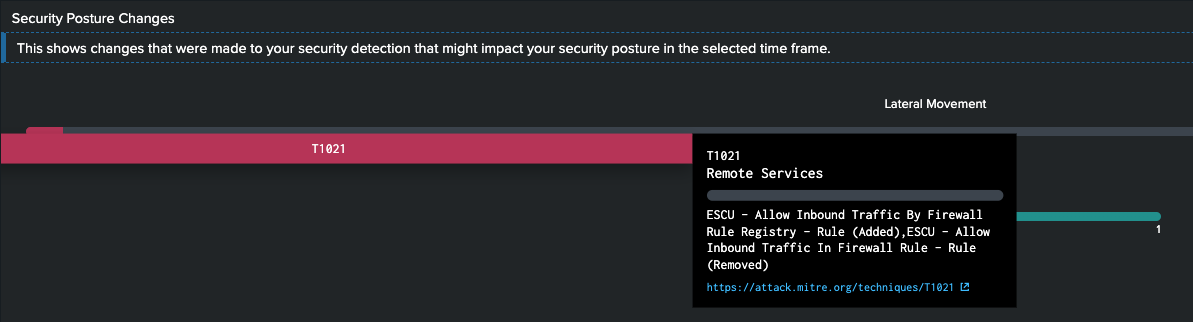 Security Posture Changes
This shows changes that were made to your security detection that might impact your security posture in the selected time frame.
Lateral Movement
T1021
T1021
Remote Services
ESCU - Allow Inbound Traffic By Firewall
Rule Registry - Rule (Added),ESCU - Allow
Inbound Traffic In Firewall Rule - Rule
(Removed)
1
https://attack.mitre.org/techniques/T1021